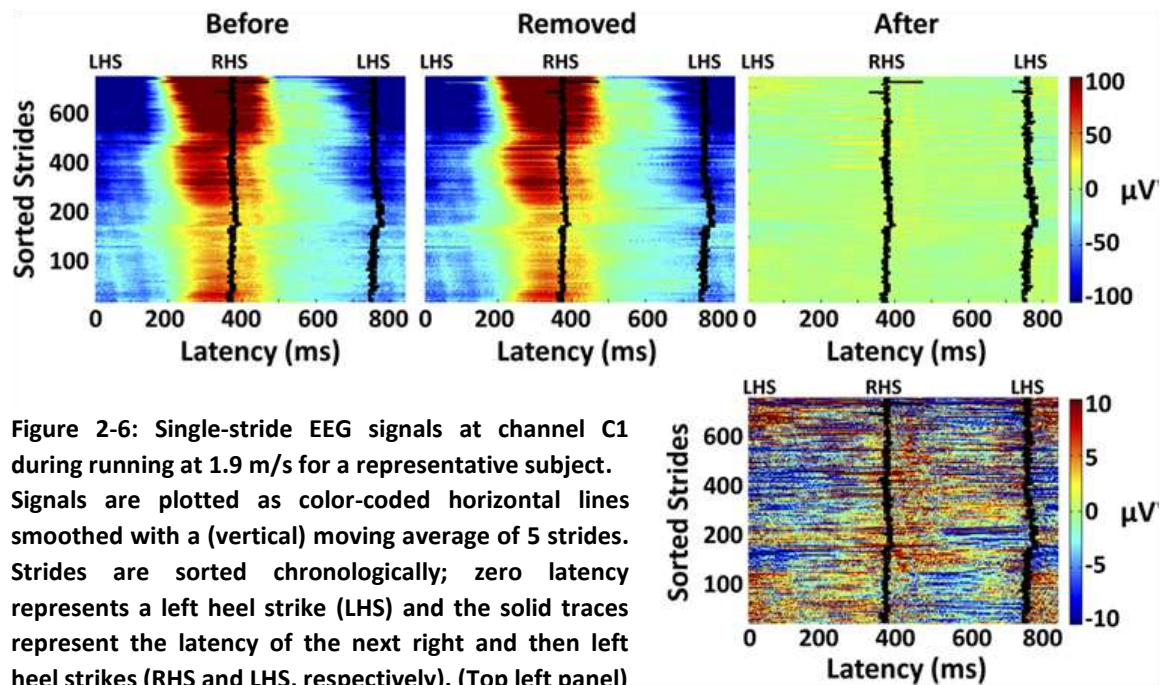 Before Removed After
LHS RHS LHS LHS RHS LHS LHS RHS LHS
Sorted Strides
600
400
200
100
100
50
0
-50
-100
µV
0 200 400 600 800 0 200 400 600 800 0 200 400 600 800
Latency (ms) Latency (ms) Latency (ms)
LHS RHS LHS
Sorted Strides
600
400
200
100
10
5
0
-5
-10
µV
0 200 400 600 800
Latency (ms)
Figure 2-6: Single-stride EEG signals at channel C1
during running at 1.9 m/s for a representative subject.
Signals are plotted as color-coded horizontal lines
smoothed with a (vertical) moving average of 5 strides.
Strides are sorted chronologically; zero latency
represents a left heel strike (LHS) and the solid traces
represent the latency of the next right and then left
heel strikes (RHS and LHS, respectively). (Top left panel)